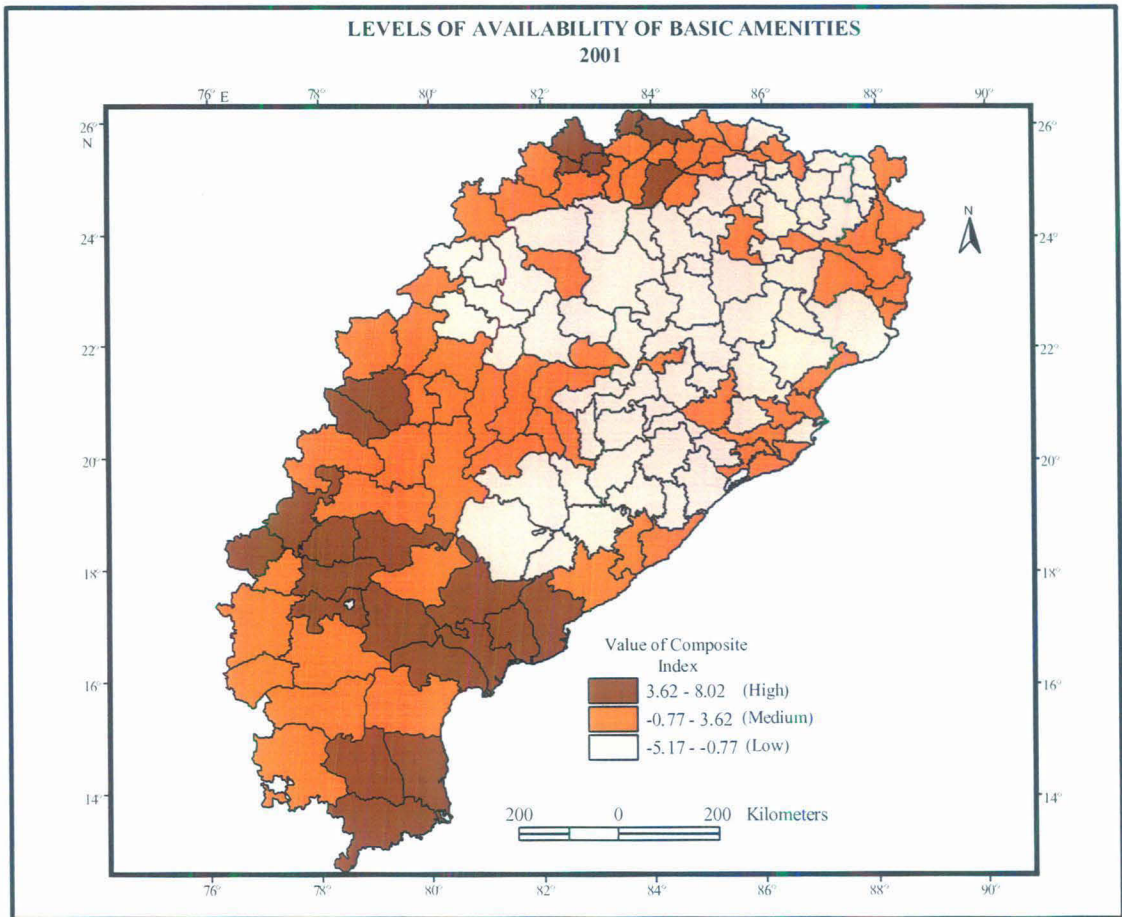 LEVELS OF AVAILABILITY OF BASIC AMENITIES
2001
76° E 78° 80° 82° 84° 86° 88° 90°
26° N 26°
24° 24°
22° 22°
20° 20°
18° 18°
16° 16°
14° 14°
N
Value of Composite
Index
3.62 - 8.02 (High)
-0.77 - 3.62 (Medium)
-5.17 - -0.77 (Low)
200 0 200 Kilometers
76° 78° 80° 82° 84° 86° 88° 90°